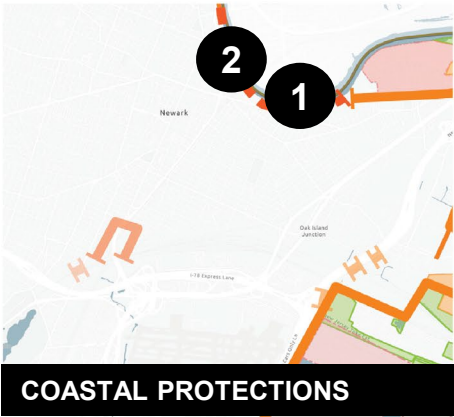 2
1
Newark
Oak Island
Junction
I-78 Express Lane
COASTAL PROTECTIONS